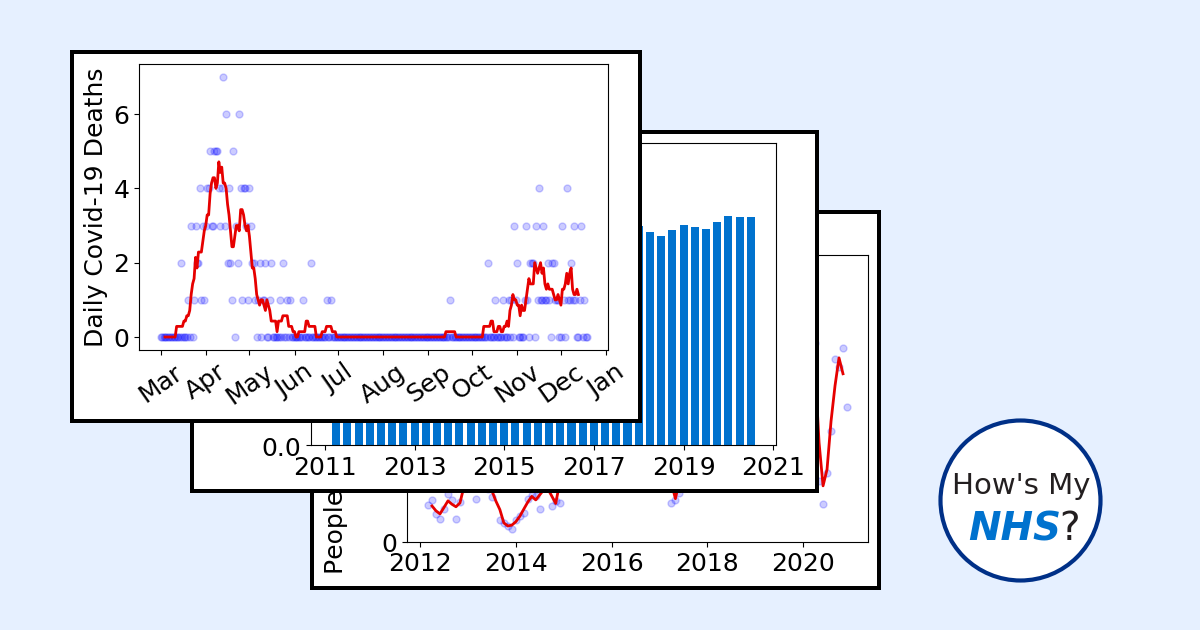 Daily Covid-19 Deaths
6
4
2
0
Mar Apr May Jun Jul Aug Sep Oct Nov Dec Jan
0.0
2011 2013 2015 2017 2019 2021
People
0
2012 2014 2016 2018 2020
How's My
NHS?